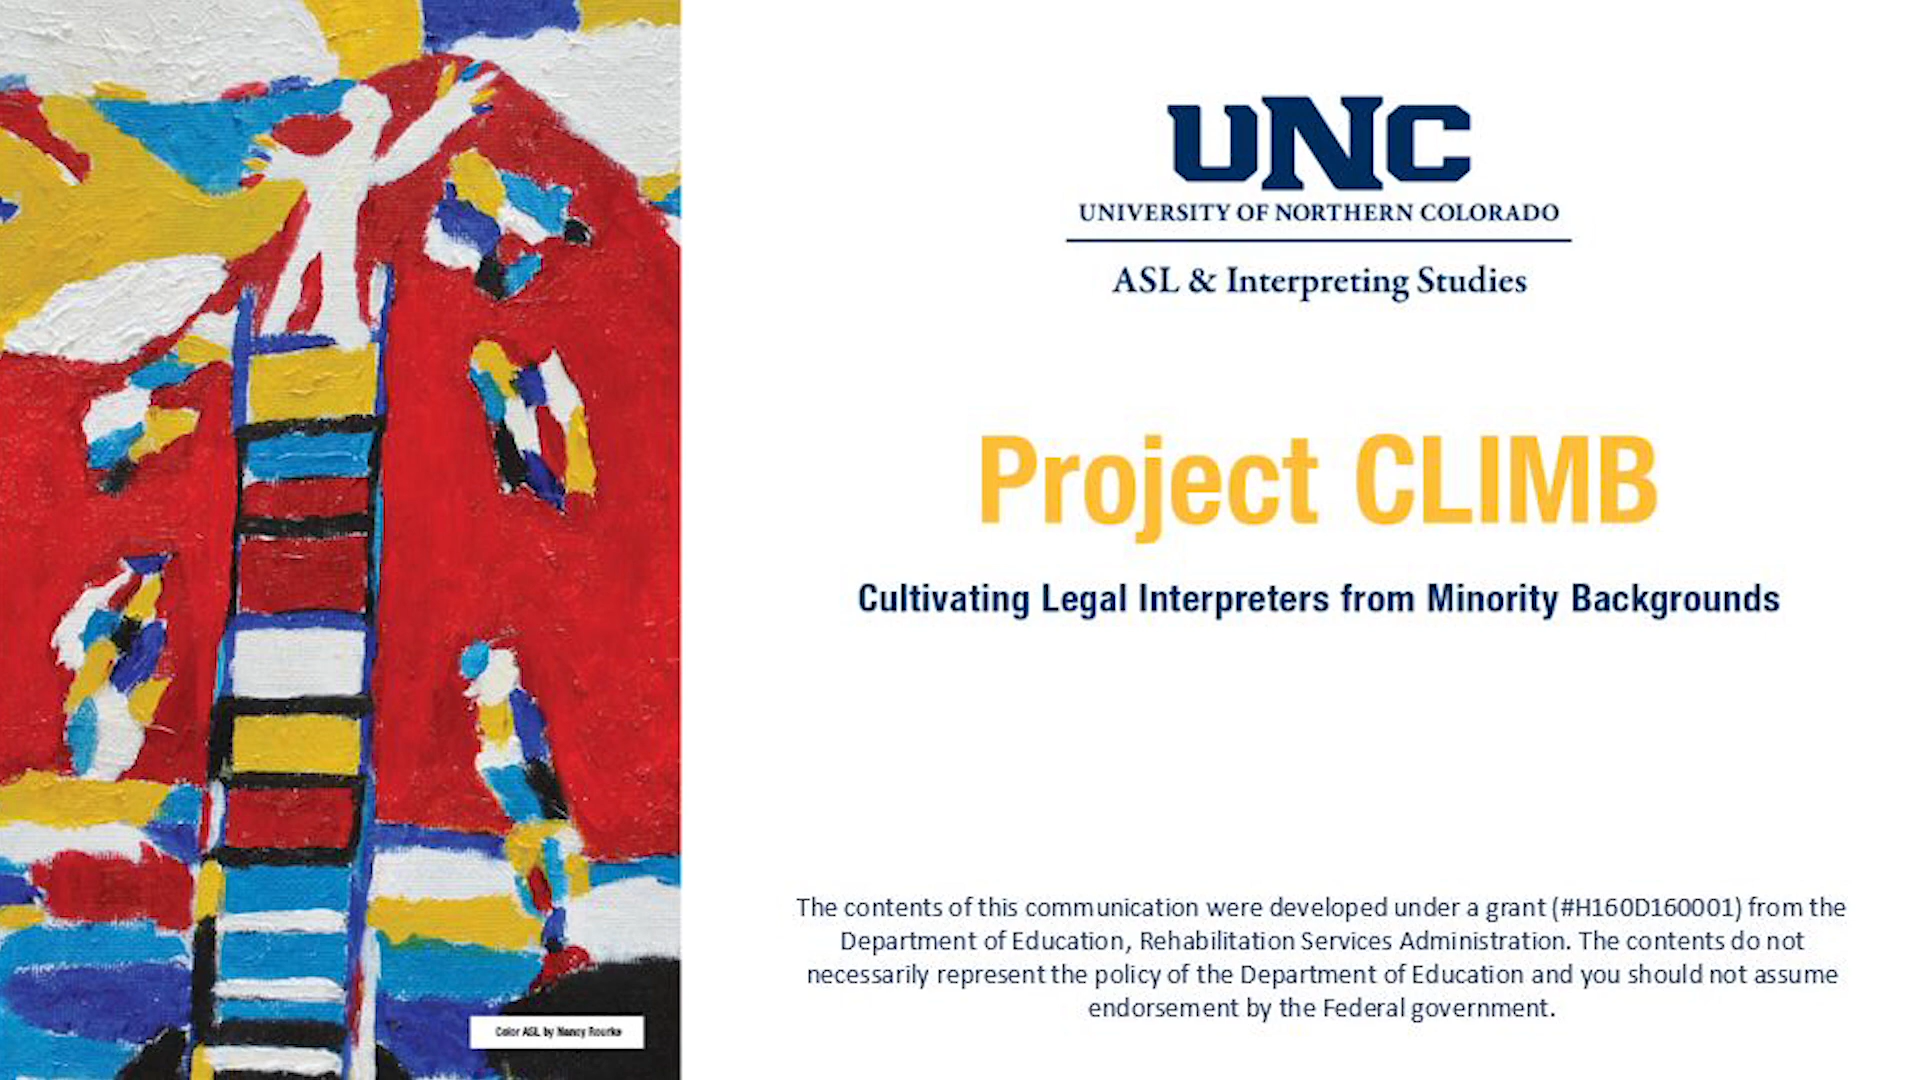 UNC
UNIVERSITY OF NORTHERN COLORADO
ASL & Interpreting Studies
Project CLIMB
Cultivating Legal Interpreters from Minority Backgrounds
The contents of this communication were developed under a grant (#H160D160001) from the
Department of Education, Rehabilitation Services Administration. The contents do not
necessarily represent the policy of the Department of Education and you should not assume
endorsement by the Federal government.
Color ASL by Nancy Rourke